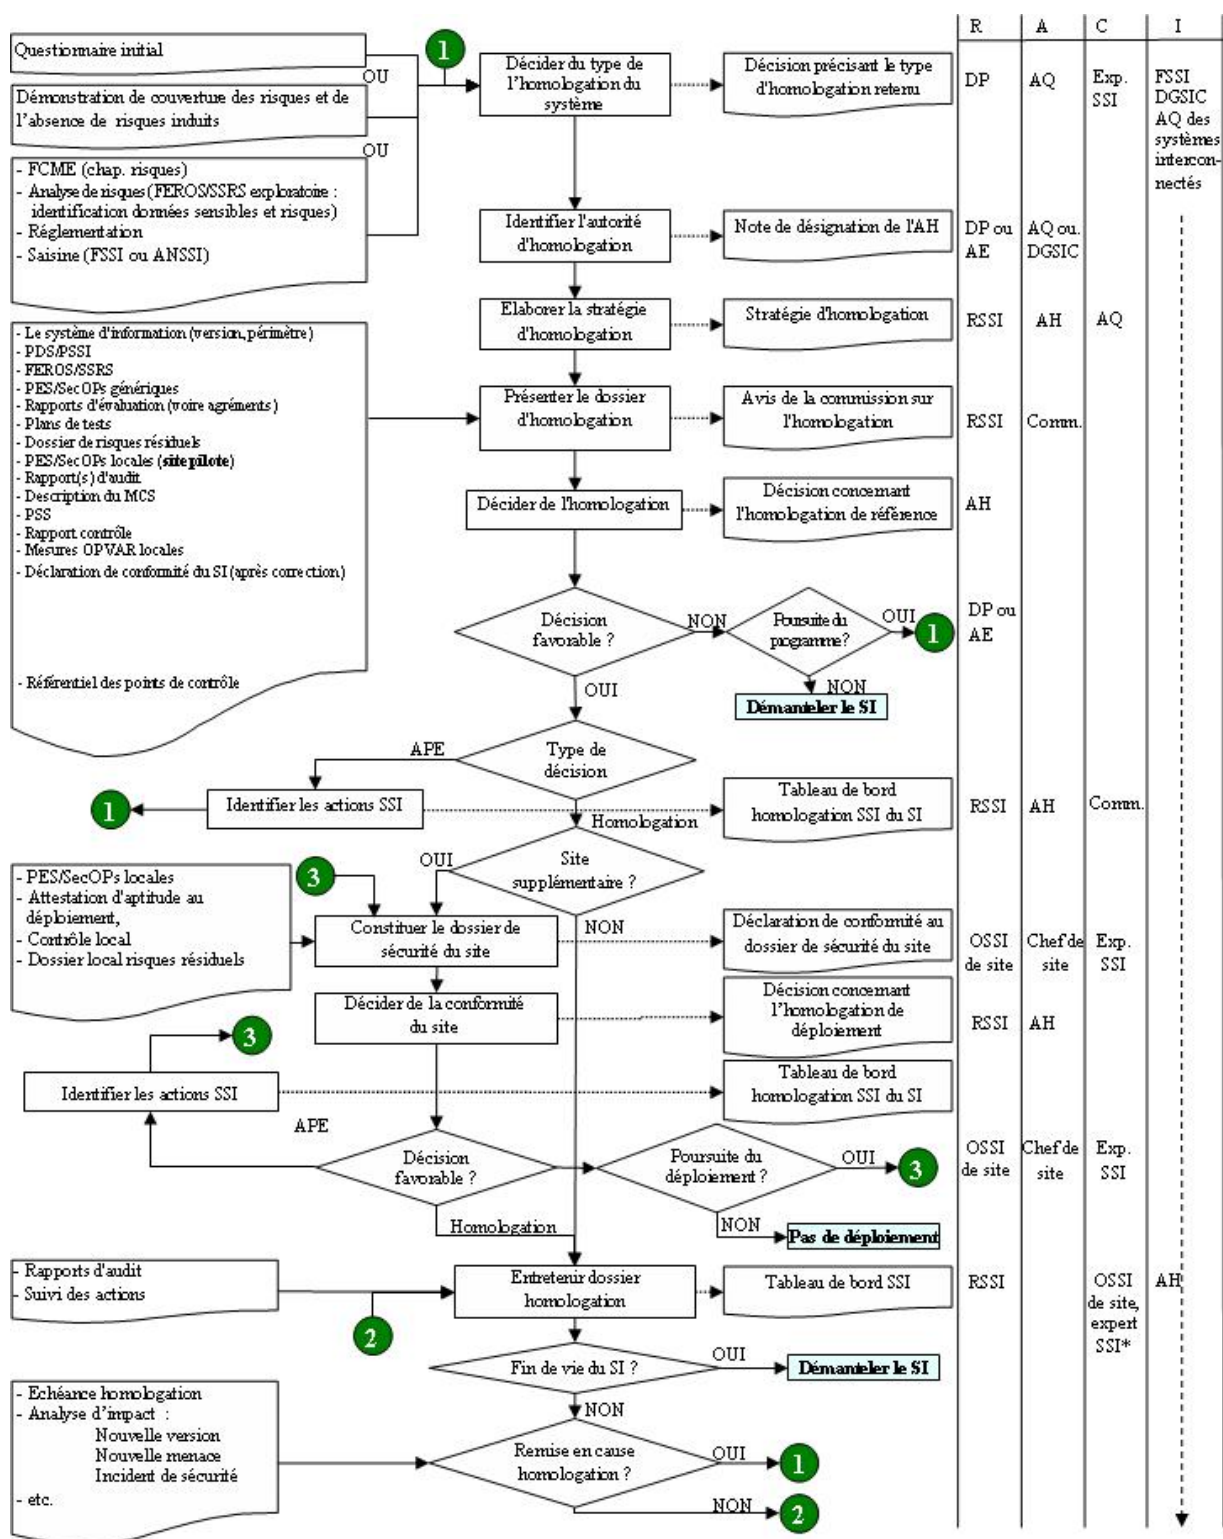 R A C I
Questionnaire initial
OU
1
Décider du type de
l'homologation du
système
Décision précisant le type
d'homologation retenu
DP
AQ
Exp.
SSI
FSSI
DGSIC
AQ des
systèmes
intercon-
nectés
Démonstration de couverture des risques et de
l'absence de risques induits
OU
- FCME (chap. risques)
- Analyse de risques (FEROS/SSRS exploratoire :
identification données sensibles et risques)
- Réglementation
- Saisine (FSSI ou ANSSI)
Identifier l'autorité
d'homologation
Note de désignation de l'AH
DP ou
AE
AQ ou.
DGSIC
Elaborer la stratégie
d'homologation
Stratégie d'homologation
RSSI
AH
AQ
- Le système d'information (version, périmètre)
- PDS/PSSI
- FEROS/SSRS
- PES/SecOPs génériques
- Rapports d'évaluation (voire agréments)
- Plans de tests
- Dossier de risques résiduels
- PES/SecOPs locales (site pilote)
- Rapport(s) d'audit
- Description du MCS
- PSS
- Rapport contrôle
- Mesures OPVAR locales
- Déclaration de conformité du SI (après correction)
- Référentiel des points de contrôle
Présenter le dossier
d'homologation
Avis de la commission sur
l'homologation
RSSI
Comm.
Décider de l'homologation
Décision concernant
l'homologation de référence
AH
Décision
favorable ?
NON
Poursuite du
programme?
OUI
1
DP ou
AE
OUI
NON
Démanteler le SI
Type de
décision
APE
1
Identifier les actions SSI
Tableau de bord
homologation SSI du SI
RSSI
AH
Comm.
Homologation
Site
supplémentaire ?
OUI
3
- PES/SecOPs locales
- Attestation d'aptitude au
déploiement,
- Contrôle local
- Dossier local risques résiduels
Constituer le dossier de
sécurité du site
NON
Déclaration de conformité au
dossier de sécurité du site
OSSI
de site
Chef de
site
Exp.
SSI
Décider de la conformité
du site
Décision concernant
l'homologation de
déploiement
RSSI
AH
3
Identifier les actions SSI
Tableau de bord
homologation SSI du SI
APE
Décision
favorable ?
Poursuite du
déploiement ?
OUI
3
OSSI
de site
Chef de
site
Exp.
SSI
Homologation
NON
Pas de déploiement
- Rapports d'audit
- Suivi des actions
2
Entretenir dossier
homologation
Tableau de bord SSI
RSSI
OSSI
de site,
expert
SSI*
AH
Fin de vie du SI ?
OUI
Démanteler le SI
NON
- Echéance homologation
- Analyse d'impact :
Nouvelle version
Nouvelle menace
Incident de sécurité
- etc.
Remise en cause
homologation ?
OUI
1
NON
2